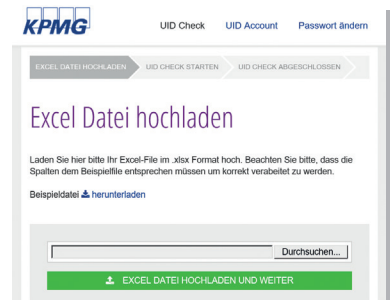 KPMG
UID Check UID Account Passwort ändern
EXCEL DATEI HOCHLADEN UID CHECK STARTEN UID CHECK ABGESCHLOSSEN
Excel Datei hochladen
Laden Sie hier bitte Ihr Excel-File im .xlsx Format hoch. Beachten Sie bitte, dass die
Spalten dem Beispielfile entsprechen müssen um korrekt verabeitet zu werden.
Beispieldatei herunterladen
Durchsuchen...
EXCEL DATEI HOCHLADEN UND WEITER